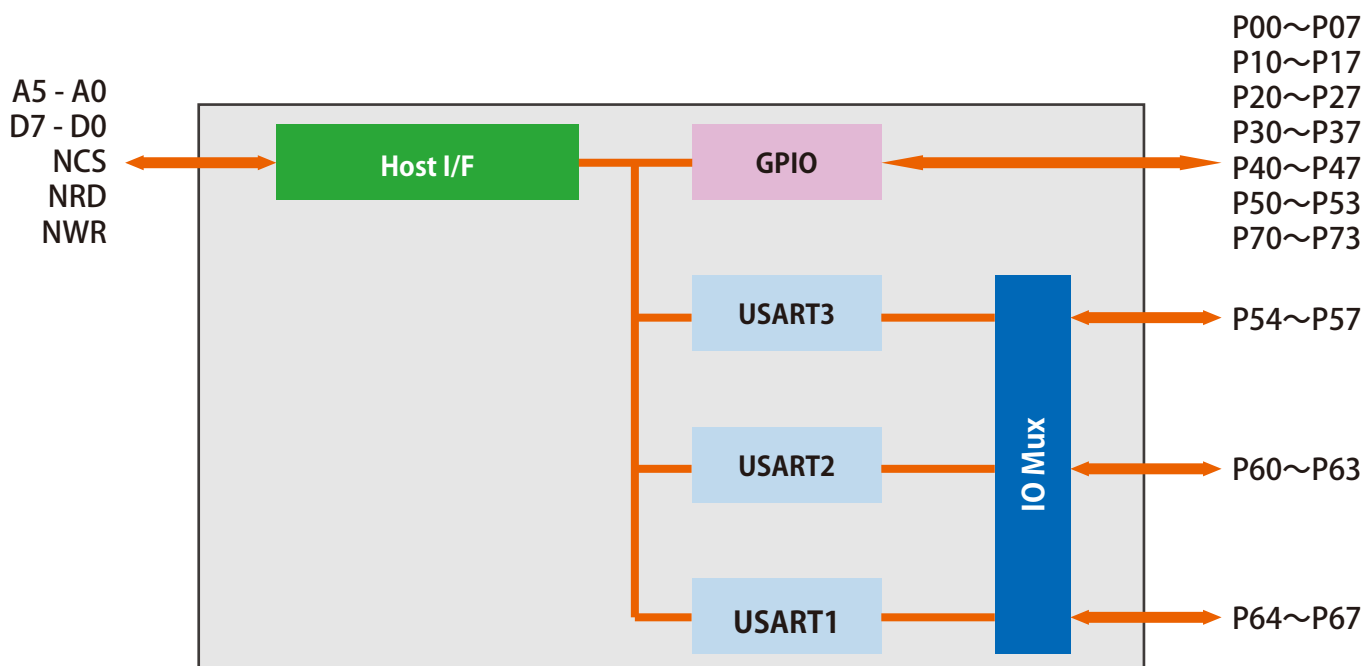 A5 - A0
D7 - D0
NCS
NRD
NWR
Host I/F
GPIO
P00～P07
P10～P17
P20～P27
P30～P37
P40～P47
P50～P53
P70～P73
USART3
P54～P57
USART2
IO Mux
P60～P63
USART1
P64～P67